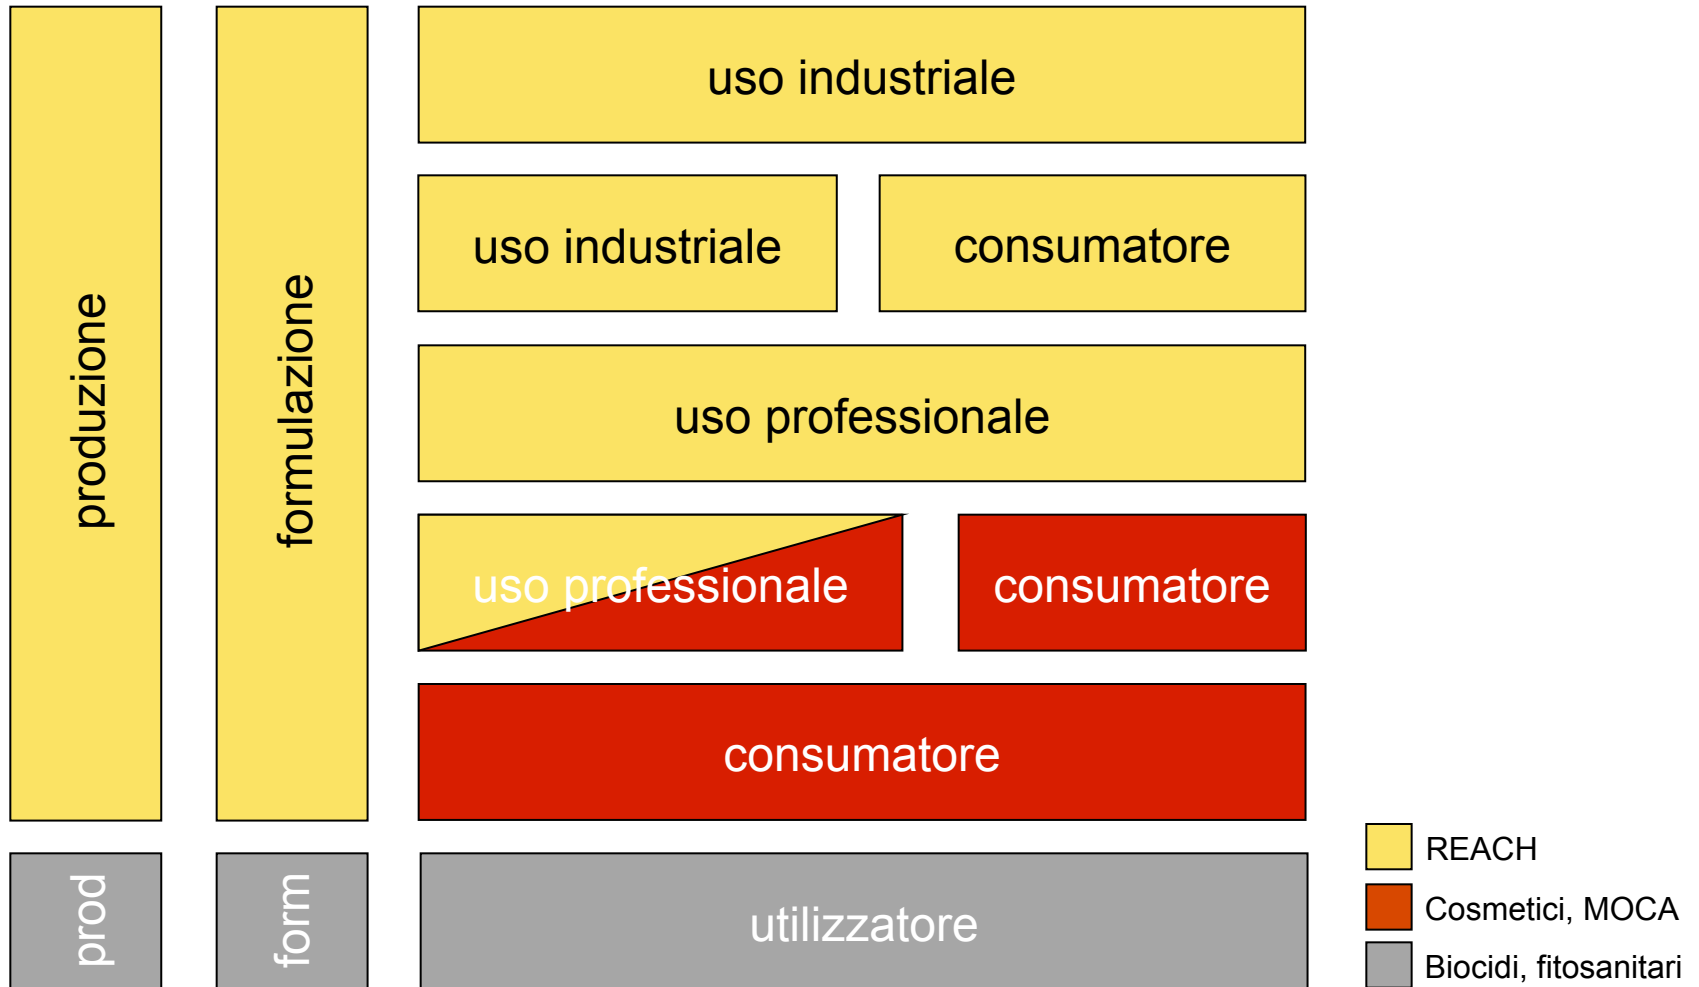 produzione
formulazione
uso industriale
uso industriale
consumatore
uso professionale
uso professionale
consumatore
consumatore
prod
form
utilizzatore
REACH
Cosmetici, MOCA
Biocidi, fitosanitari